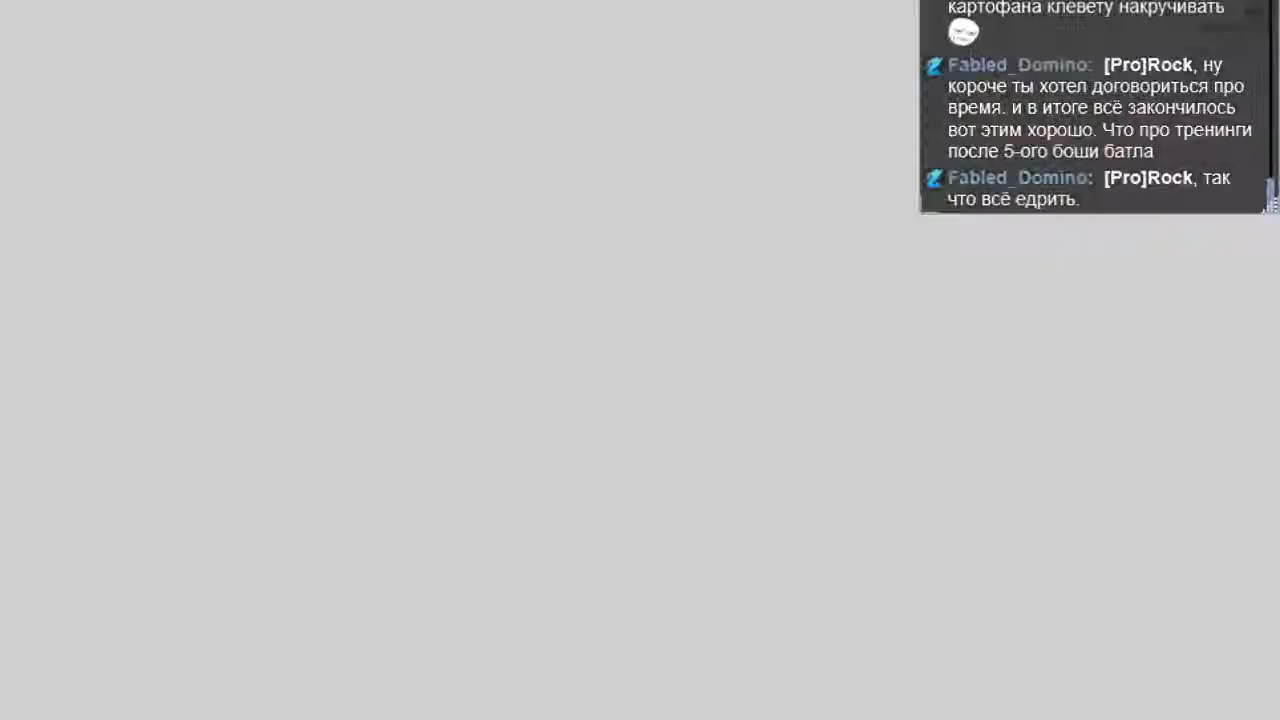 картофана клевету накручивать
Fabled_Domino: [Pro]Rock, ну
короче ты хотел договориться про
время. и в итоге всё закончилось
вот этим хорошо. Что про тренинги
после 5-ого боши батла
Fabled_Domino: [Pro]Rock, так
что всё едрить.